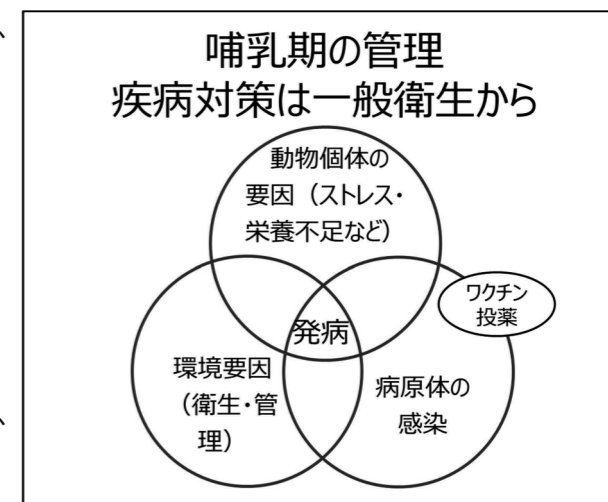 哺乳期の管理
疾病対策は一般衛生から
動物個体の
要因（ストレス・
栄養不足など）
ワクチン
投薬
発病
環境要因
（衛生・管
理）
病原体の
感染